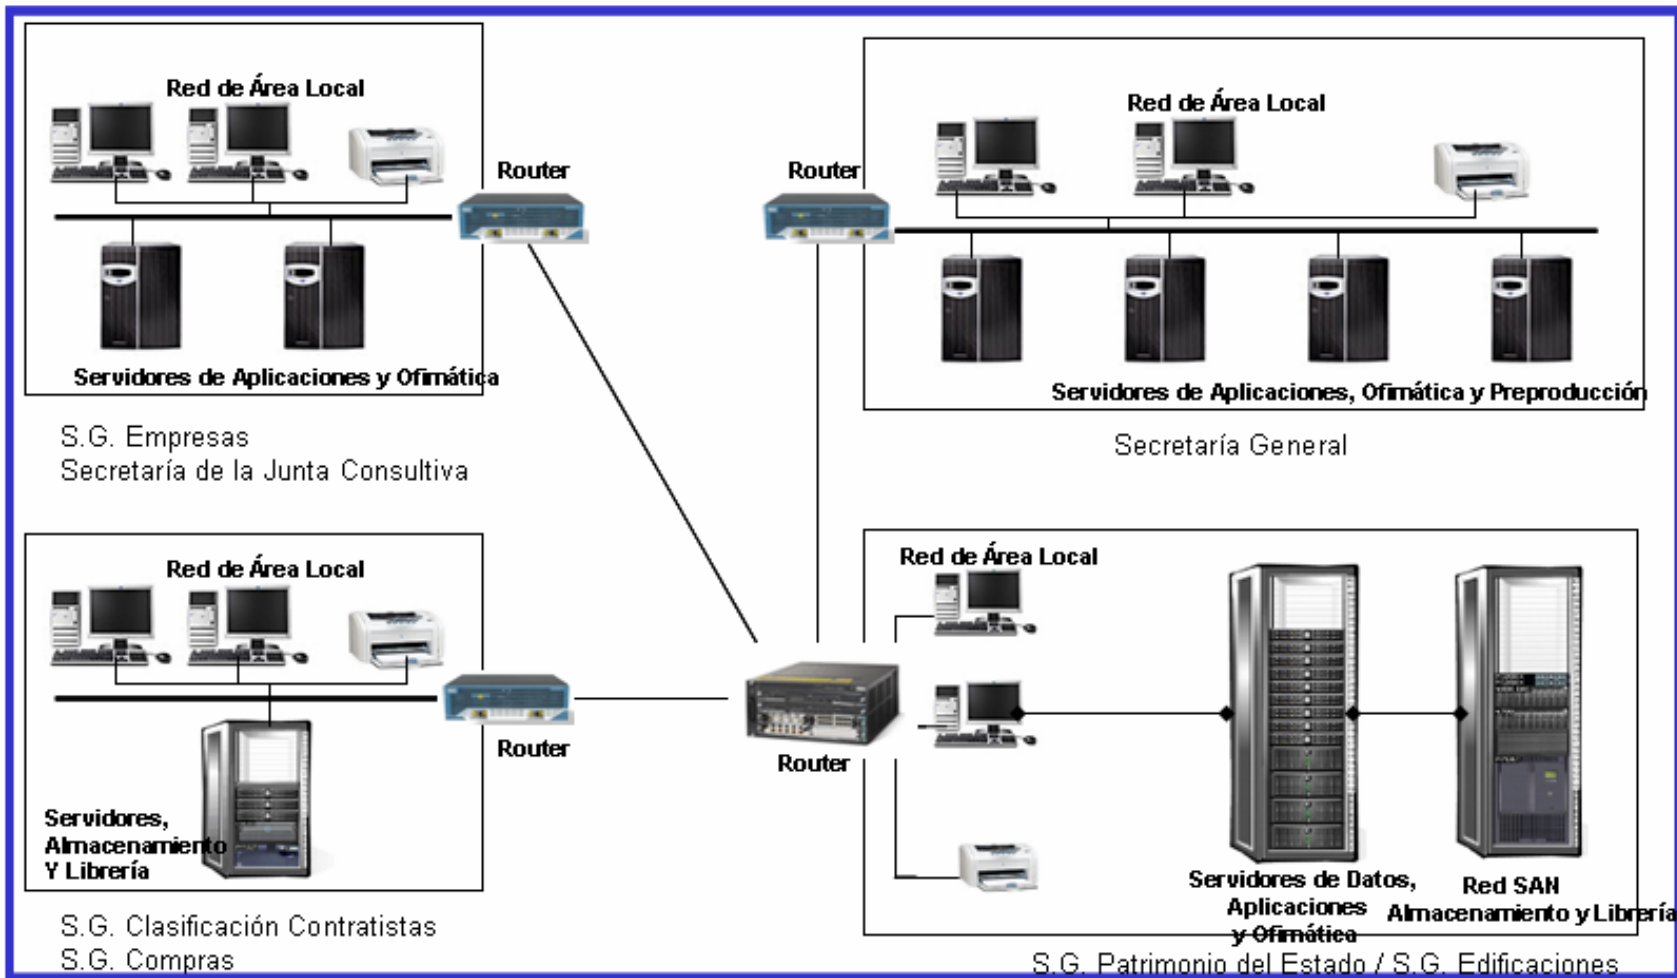 Red de Área Local
Router
Servidores de Aplicaciones y Ofimática
S.G. Empresas
Secretaría de la Junta Consultiva
Red de Área Local
Router
Servidores de Aplicaciones, Ofimática y Preproducción
Secretaría General
Red de Área Local
Router
Servidores,
Almacenamiento
Y Librería
S.G. Clasificación Contratistas
S.G. Compras
Red de Área Local
Router
Servidores de Datos,
Aplicaciones
y Ofimática
Red SAN
Almacenamiento y Librería
S.G. Patrimonio del Estado / S.G. Edificaciones